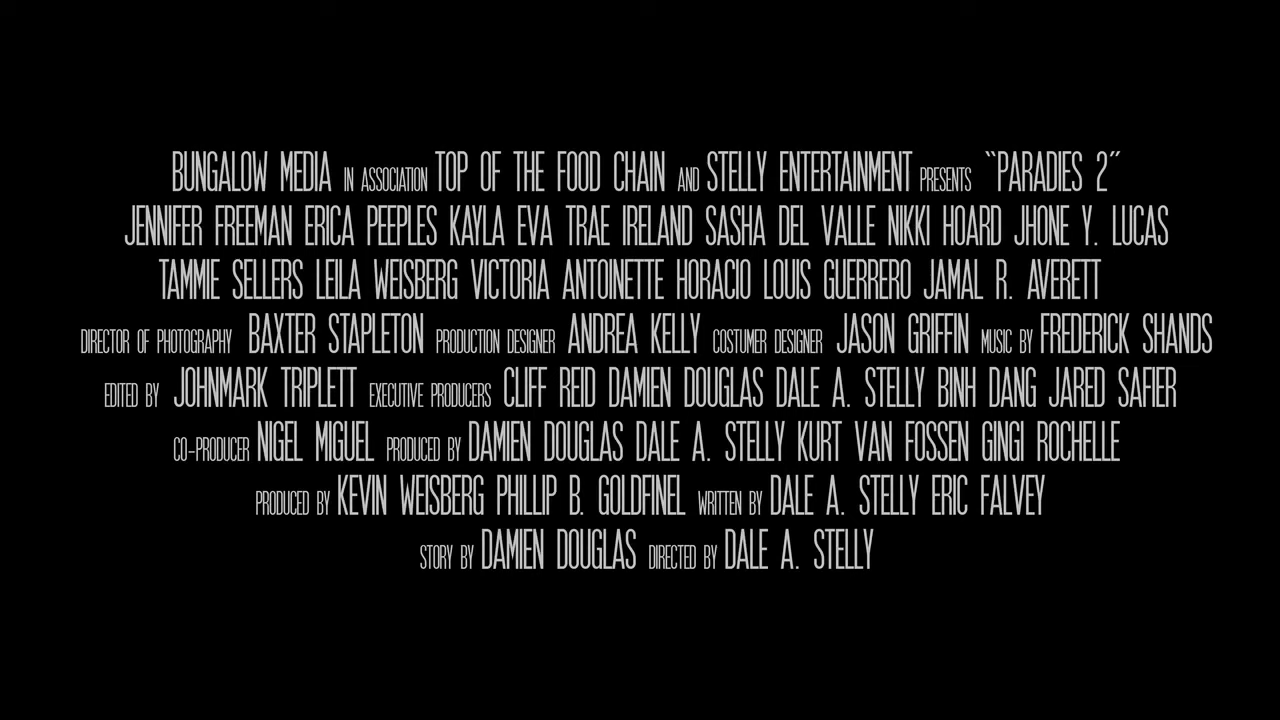 BUNGALOW MEDIA IN ASSOCIATION TOP OF THE FOOD CHAIN AND STELLY ENTERTAINMENT PRESENTS “PARADIES 2”
JENNIFER FREEMAN ERICA PEEPLES KAYLA EVA TRAE IRELAND SASHA DEL VALLE NIKKI HOARD JHONE Y. LUCAS
TAMMIE SELLERS LEILA WEISBERG VICTORIA ANTOINETTE HORACIO LOUIS GUERRERO JAMAL R. AVERETT
DIRECTOR OF PHOTOGRAPHY BAXTER STAPLETON PRODUCTION DESIGNER ANDREA KELLY COSTUMER DESIGNER JASON GRIFFIN MUSIC BY FREDERICK SHANDS
EDITED BY JOHNMARK TRIPLETT EXECUTIVE PRODUCERS CLIFF REID DAMIEN DOUGLAS DALE A. STELLY BINH DANG JARED SAFIER
CO-PRODUCER NIGEL MIGUEL PRODUCED BY DAMIEN DOUGLAS DALE A. STELLY KURT VAN FOSSEN GINGI ROCHELLE
PRODUCED BY KEVIN WEISBERG PHILLIP B. GOLDFINEL WRITTEN BY DALE A. STELLY ERIC FALVEY
STORY BY DAMIEN DOUGLAS DIRECTED BY DALE A. STELLY